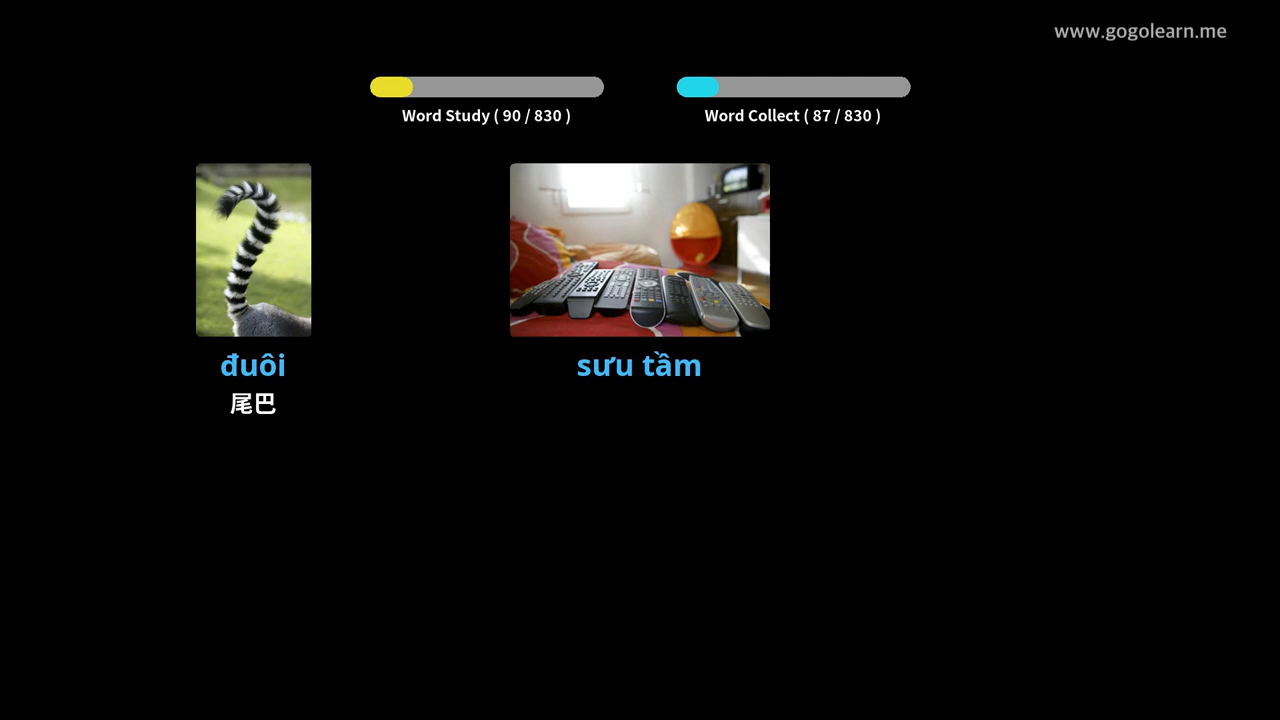 www.gogolearn.me
Word Study ( 90 / 830 )
Word Collect ( 87 / 830 )
đuôi
尾巴
sưu tầm